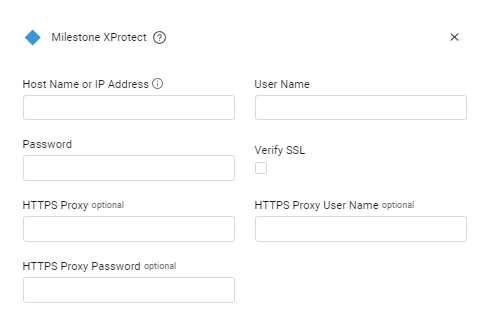 Milestone XProtect
Host Name or IP Address
User Name
Password
Verify SSL
HTTPS Proxy optional
HTTPS Proxy User Name optional
HTTPS Proxy Password optional